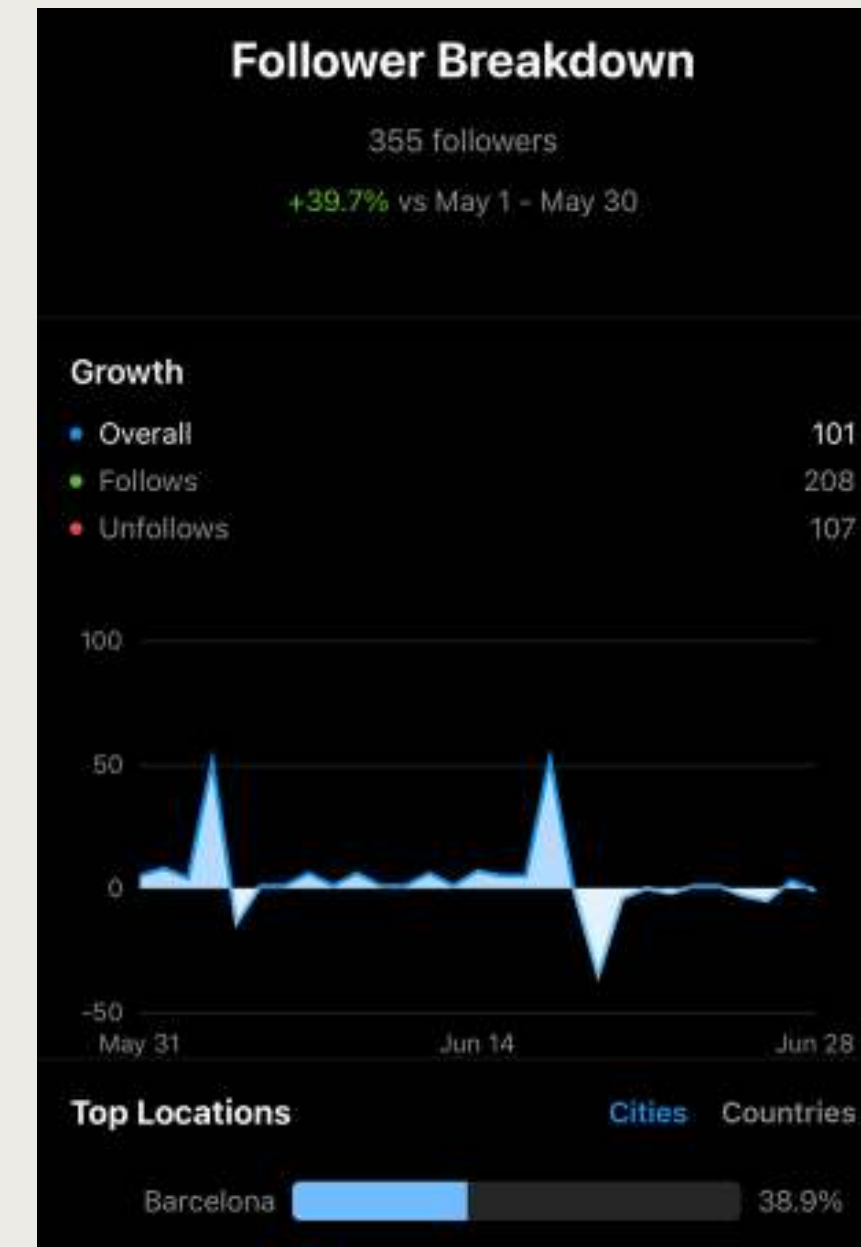 Follower Breakdown
355 followers
+39.7% vs May 1 - May 30
Growth
Overall 101
Follows 208
Unfollows 107
100
50
0
-50
May 31 Jun 14 Jun 28
Top Locations Cities Countries
Barcelona 38.9%